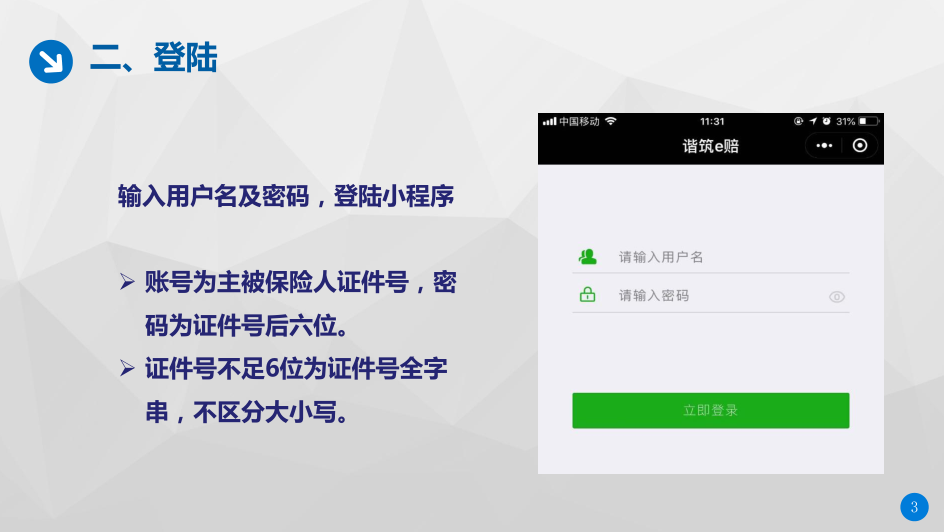 二、登陆
输入用户名及密码，登陆小程序
账号为主被保险人证件号，密
码为证件号后六位。
证件号不足6位为证件号全字
串，不区分大小写。
中国移动 11:31 31%
谐筑e赔
请输入用户名
请输入密码
立即登录
3